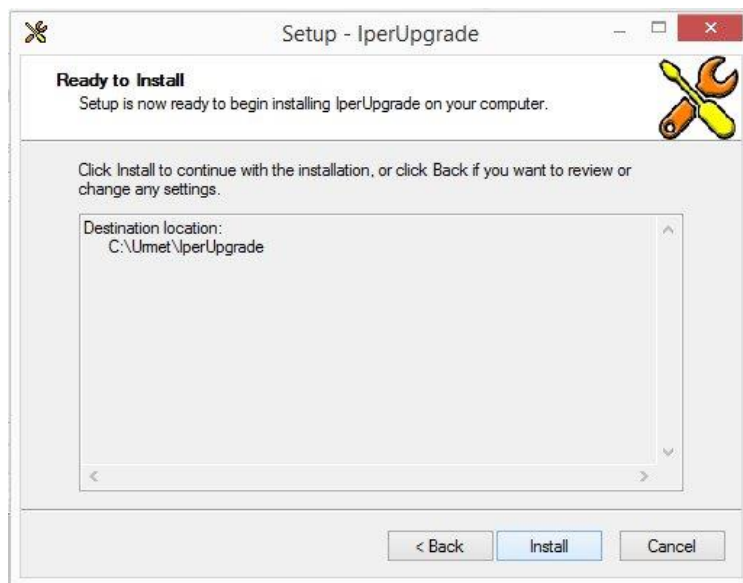 Setup - IperUpgrade
Ready to Install
Setup is now ready to begin installing IperUpgrade on your computer.
Click Install to continue with the installation, or click Back if you want to review or
change any settings.
Destination location:
C:\Urmet\IperUpgrade
< Back
Install
Cancel